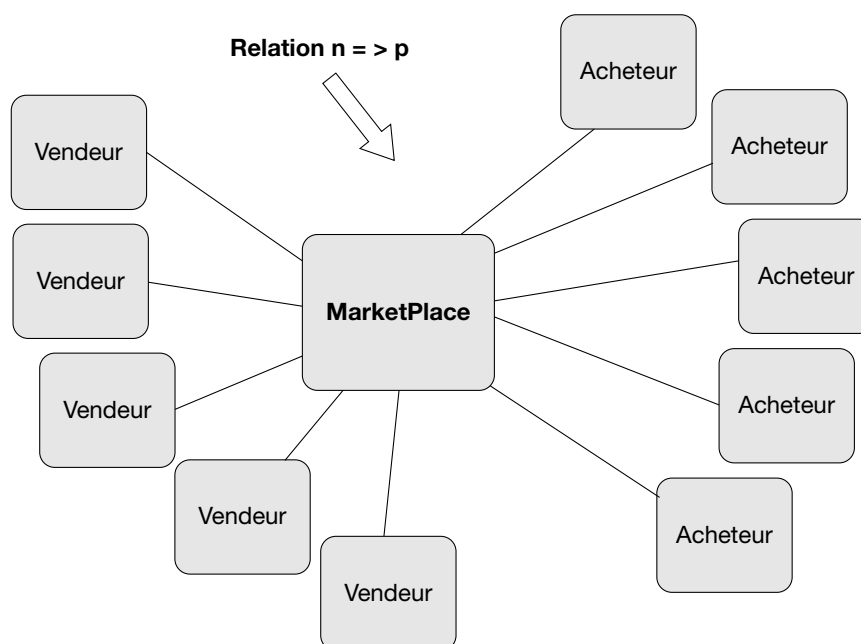 Relation n = > p
Acheteur
Vendeur
Acheteur
Vendeur
Acheteur
MarketPlace
Vendeur
Acheteur
Vendeur
Acheteur
Vendeur